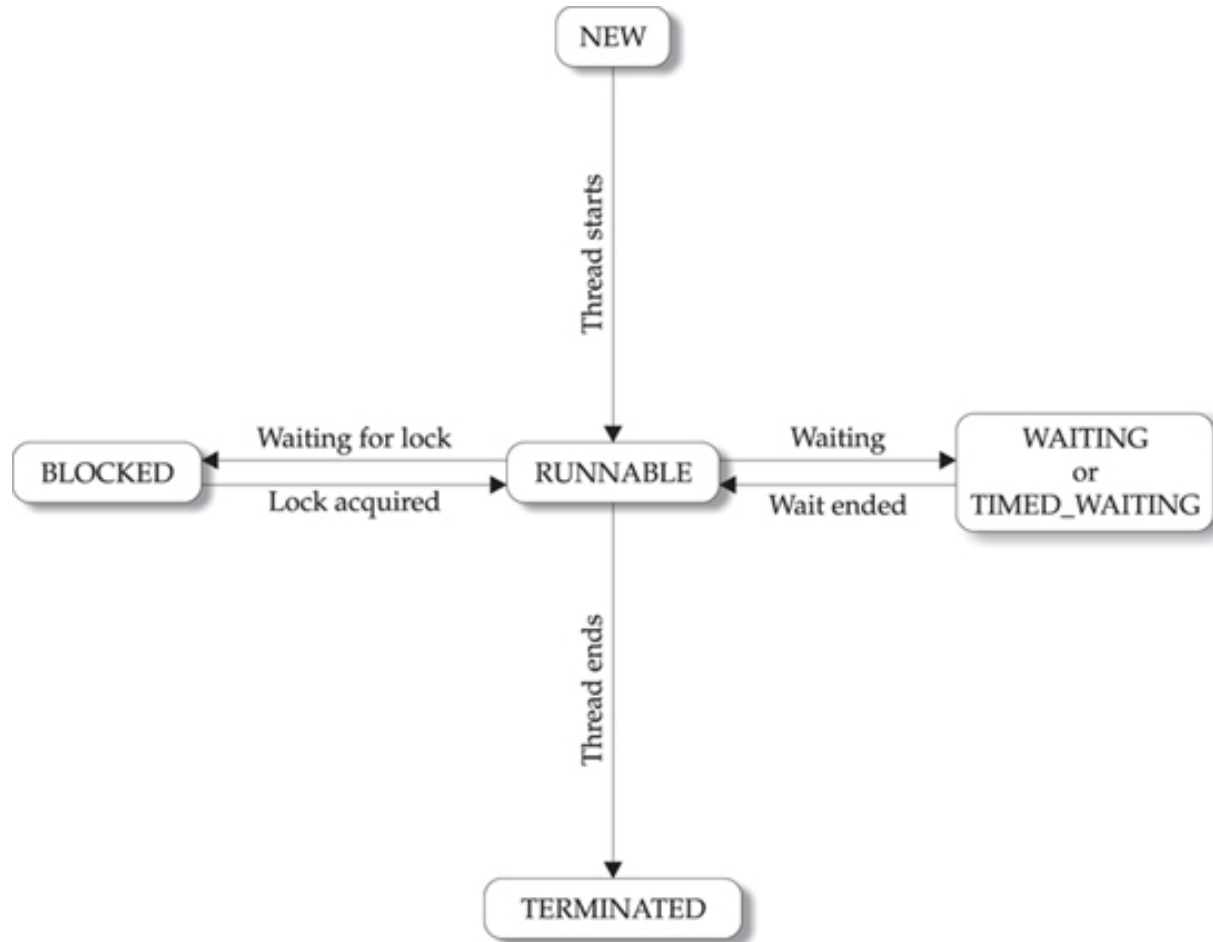 NEW
Thread starts
Waiting for lock
Waiting
WAITING
or
TIMED_WAITING
BLOCKED
RUNNABLE
Lock acquired
Wait ended
Thread ends
TERMINATED